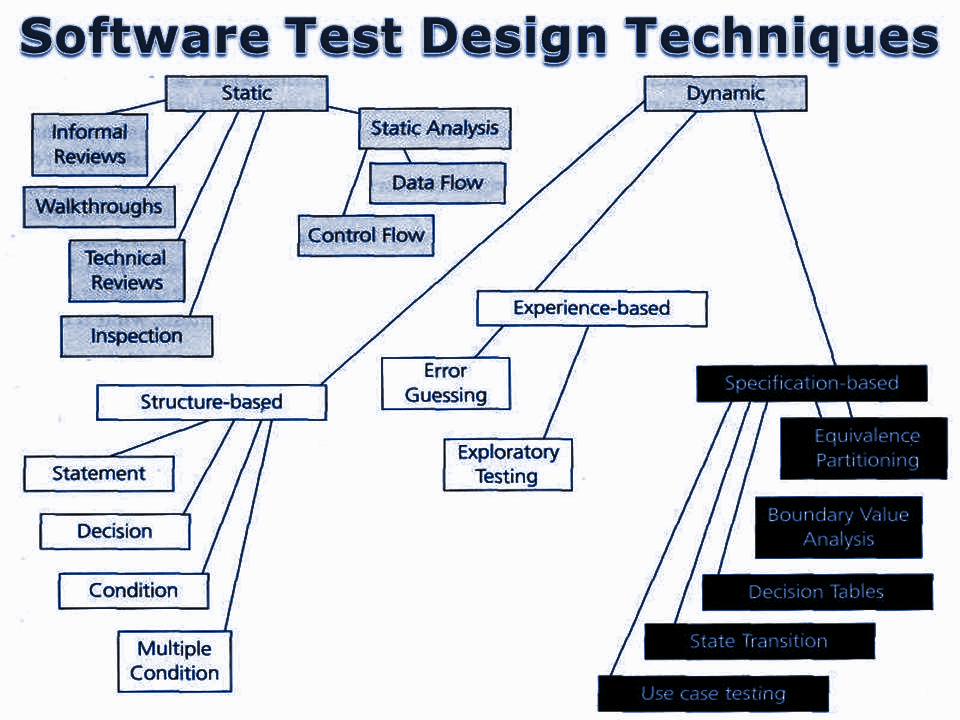 Software Test Design Techniques
Static
Informal
Reviews
Walkthroughs
Technical
Reviews
Inspection
Static Analysis
Data Flow
Control Flow
Dynamic
Structure-based
Statement
Decision
Condition
Multiple
Condition
Experience-based
Error
Guessing
Exploratory
Testing
Specification-based
Equivalence
Partitioning
Boundary Value
Analysis
Decision Tables
State Transition
Use case testing